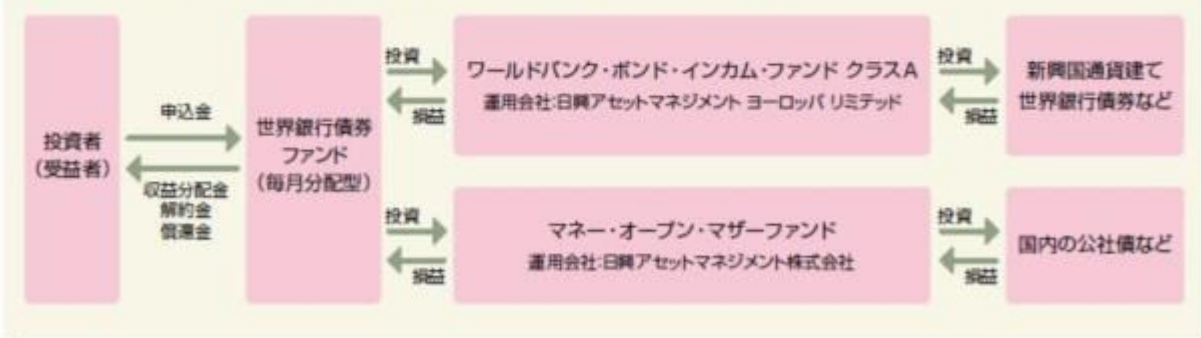 投資者
(受益者)
申込金
収益分配金
解約金
償還金
世界銀行債券
ファンド
(毎月分配型)
投資
損益
ワールドバンク・ボンド・インカム・ファンド クラスA
運用会社:日興アセットマネジメント ヨーロッパ リミテッド
投資
損益
新興国通貨建て
世界銀行債券など
投資
損益
マネー・オープン・マザーファンド
運用会社:日興アセットマネジメント株式会社
投資
損益
国内の公社債など